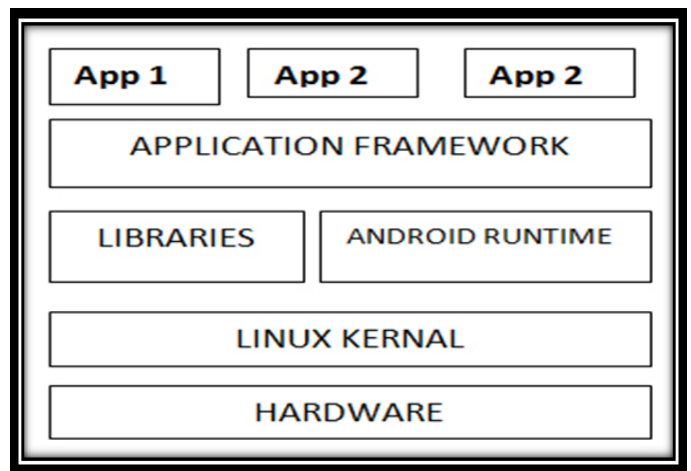 App 1 App 2 App 2
APPLICATION FRAMEWORK
LIBRARIES ANDROID RUNTIME
LINUX KERNAL
HARDWARE